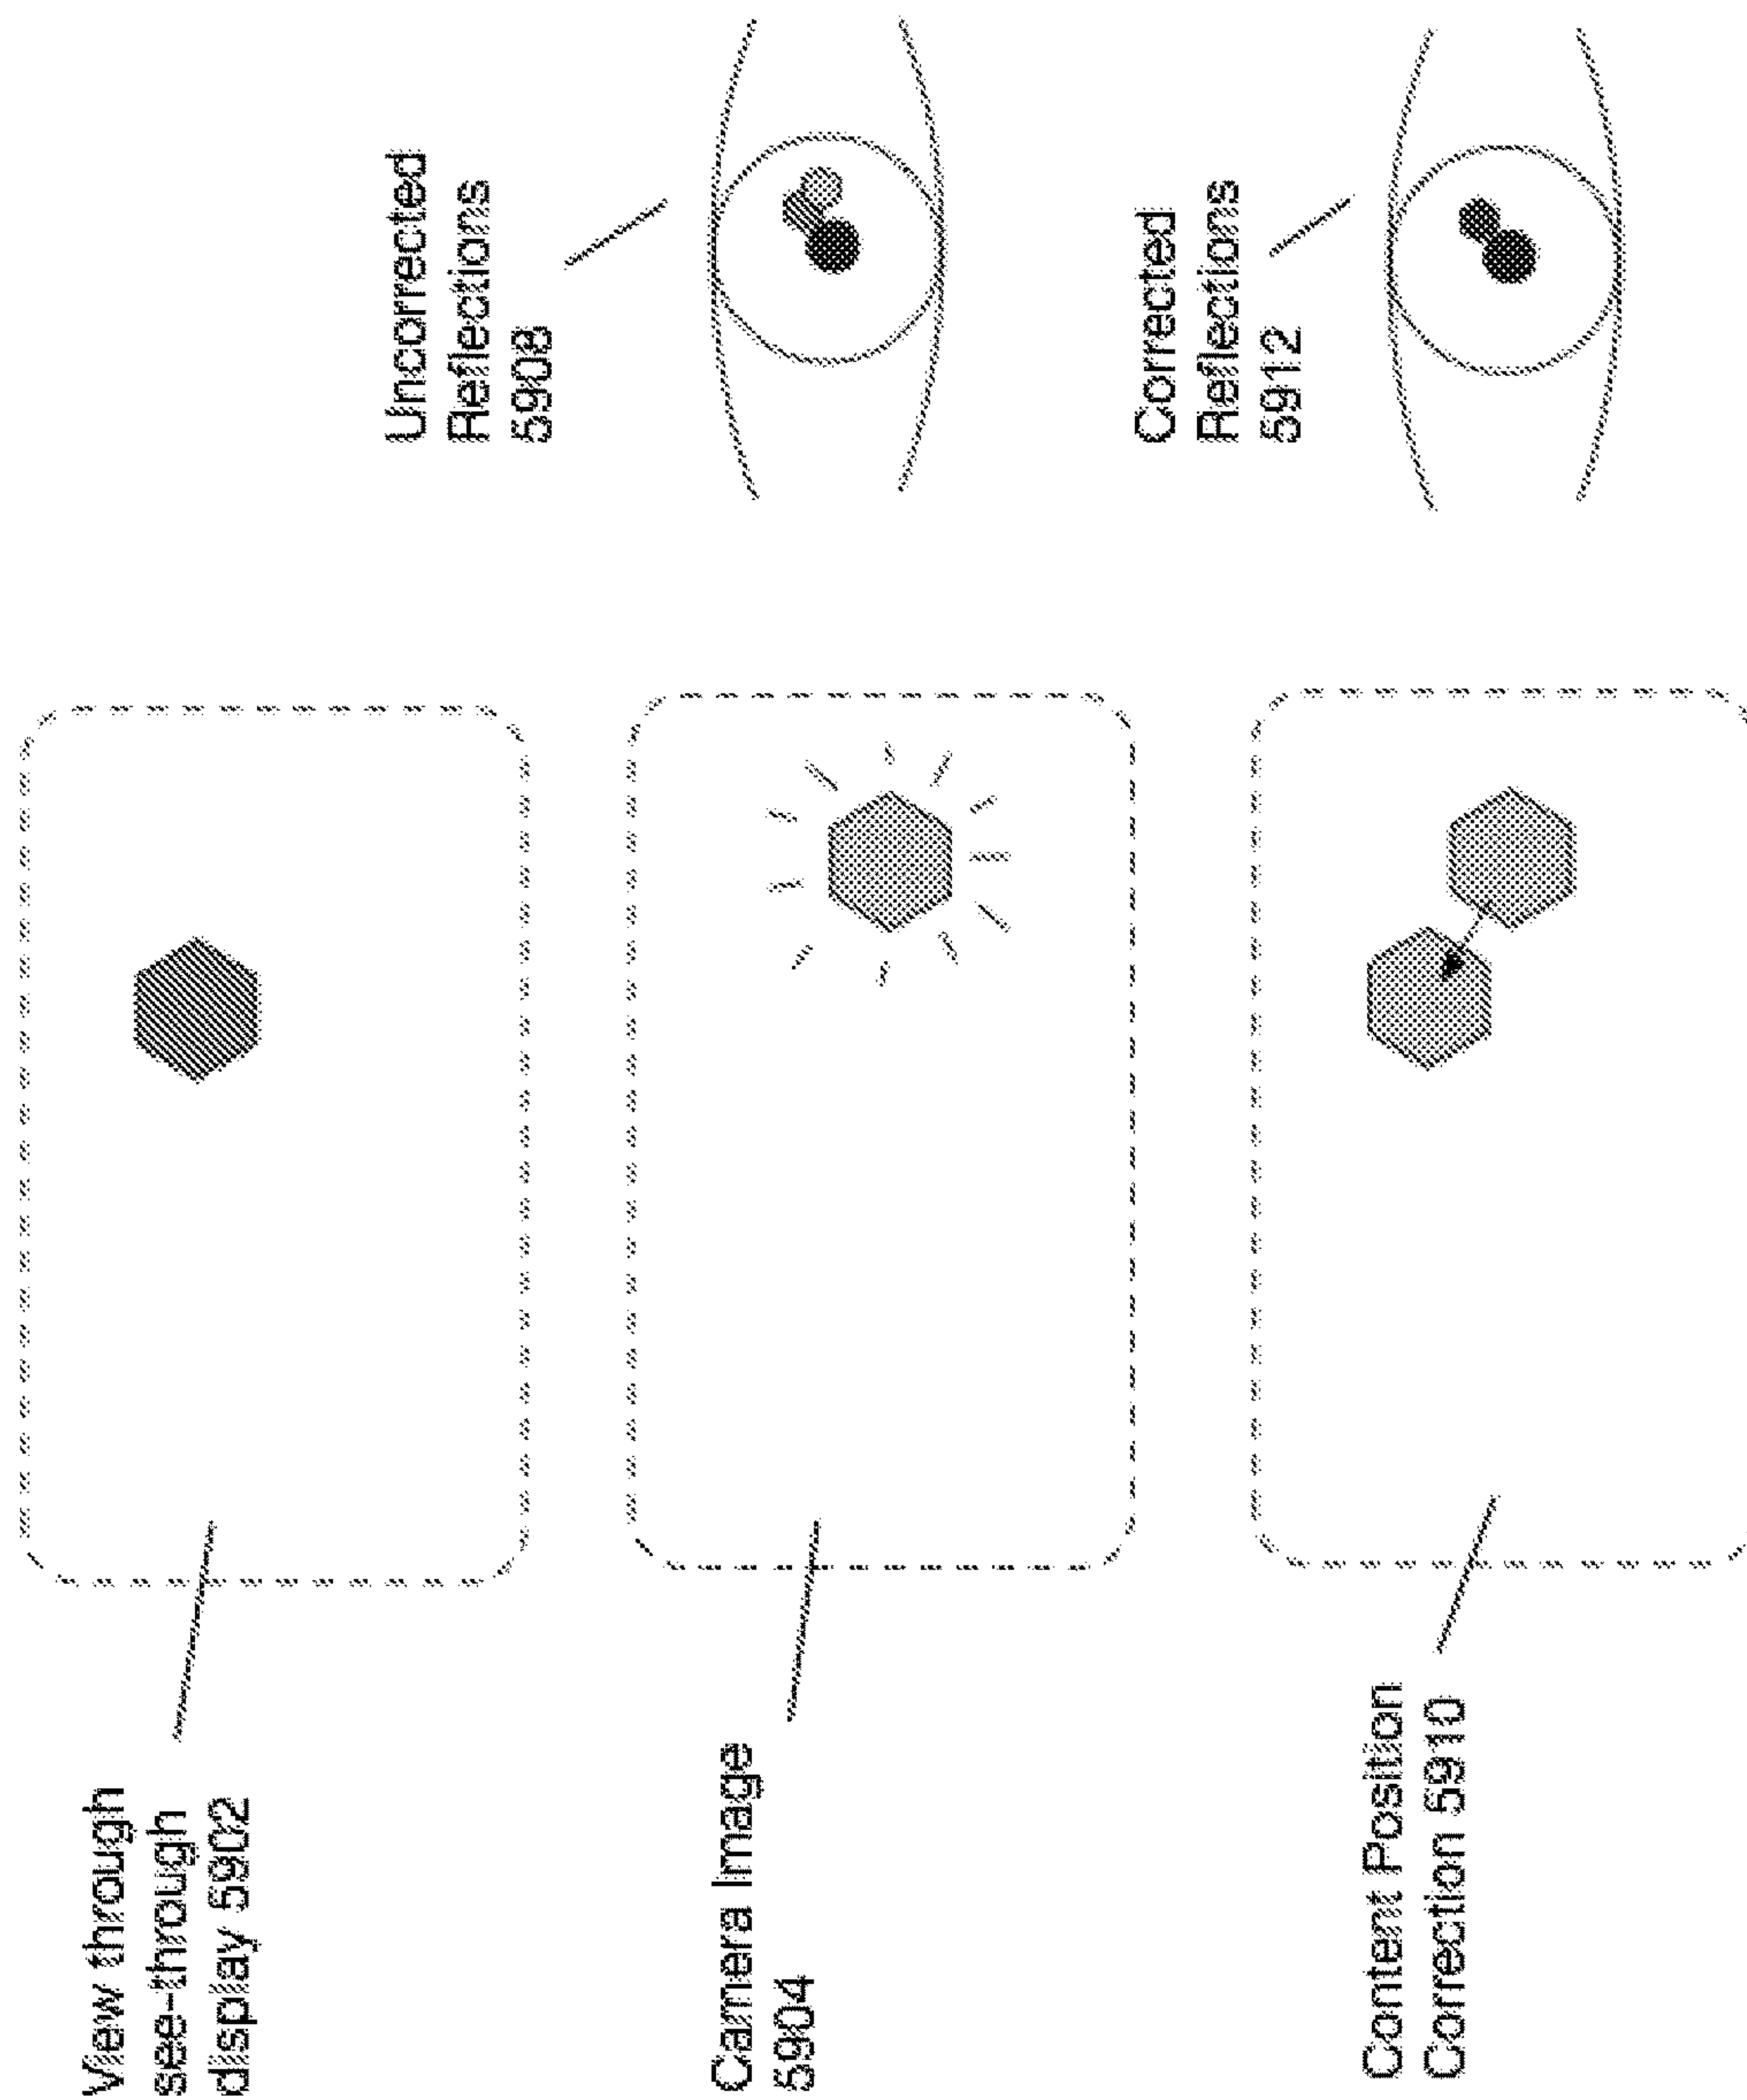 View through
see-through
display 5902
Camera Image
5904
Content Position
Correction 5910
Uncorrected
Reflections
5908
Corrected
Reflections
5912